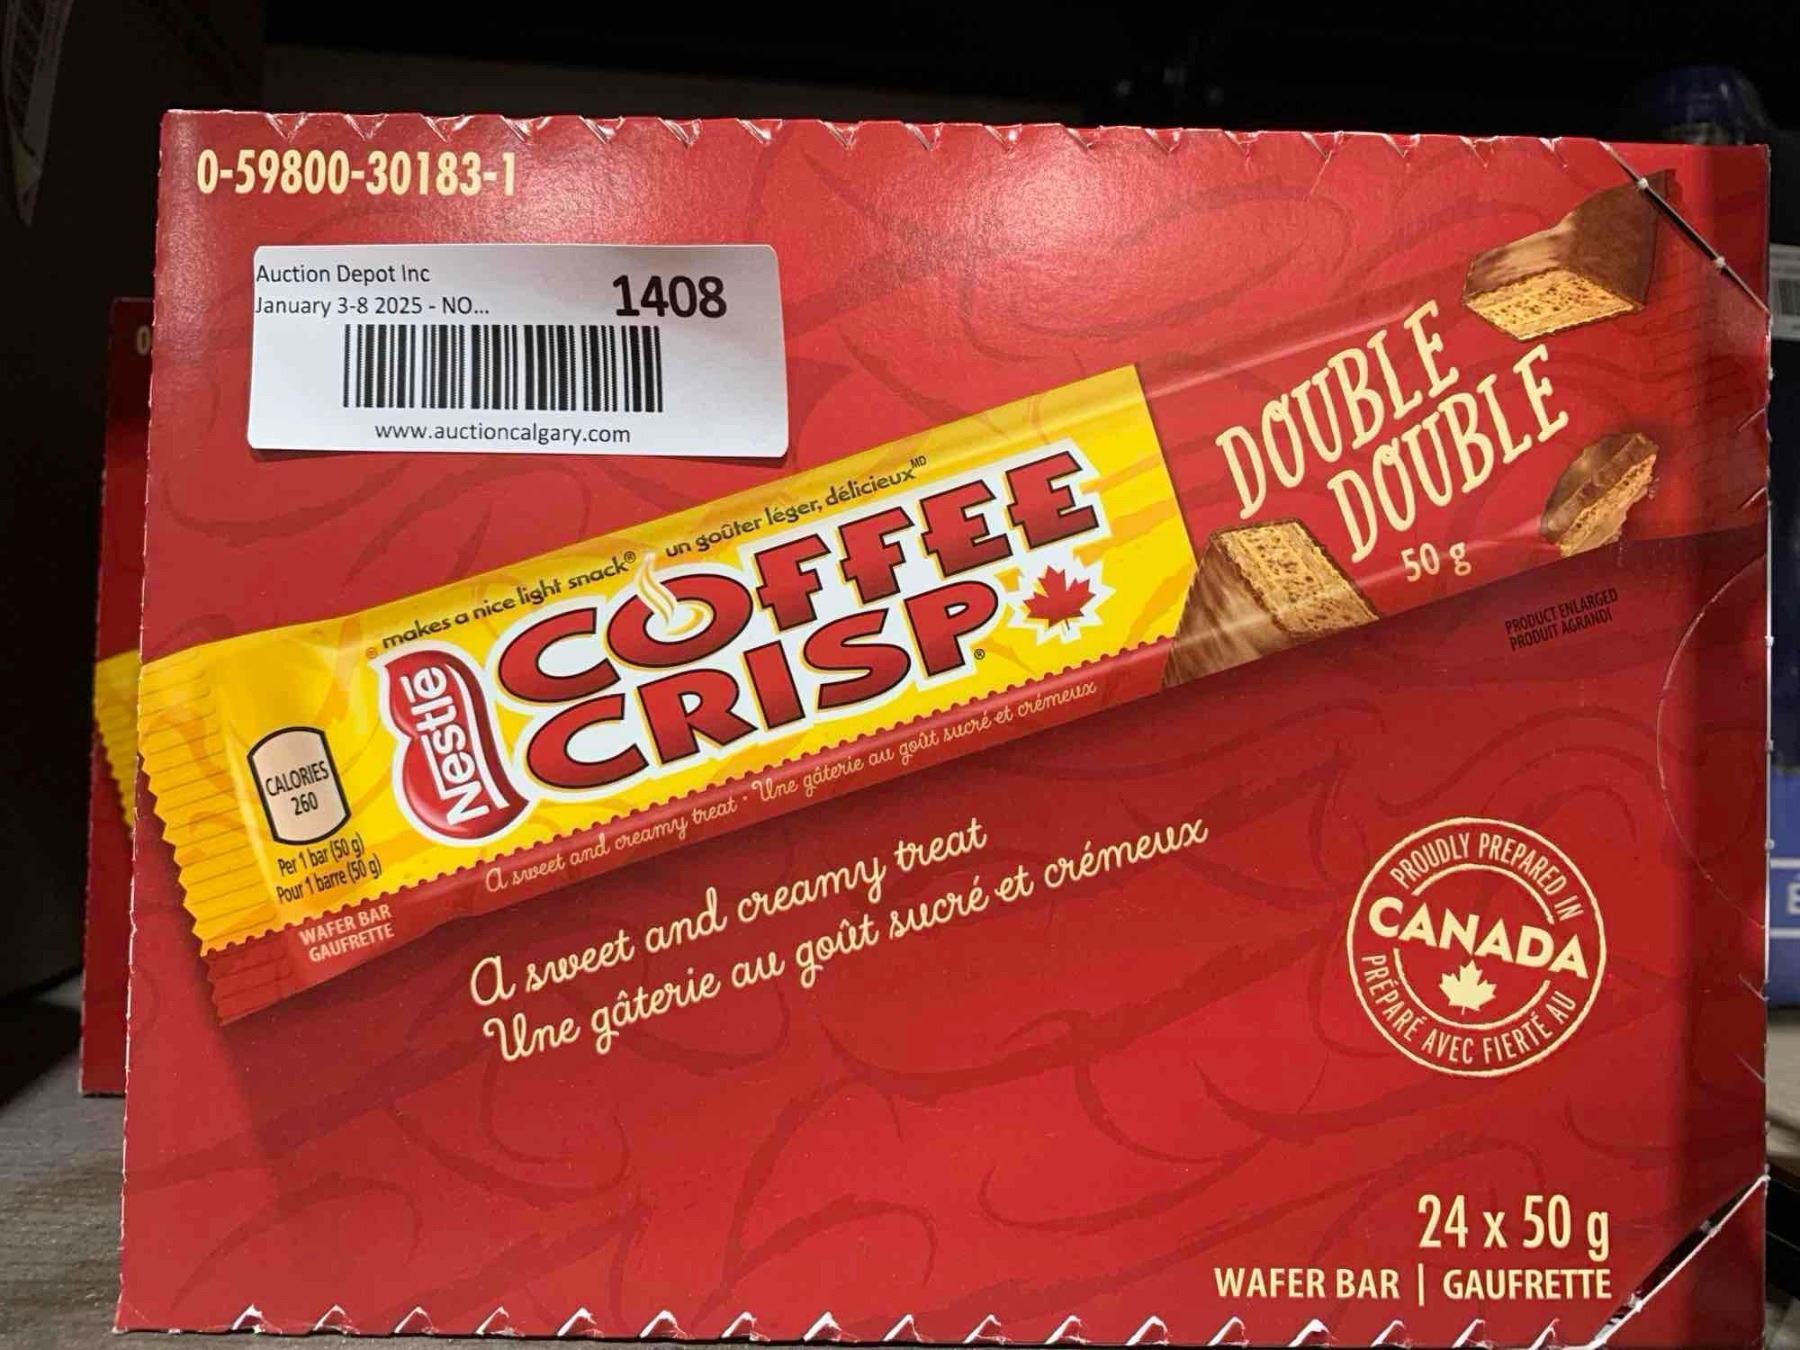 0-59800-30183-1
Auction Depot Inc
January 3-8 2025 - NO...
1408
www.auctioncalgary.com
makes a nice light snack® un goûter léger, délicieux MD
Nestlé
COFFEE
CRISP®
DOUBLE
DOUBLE
50 g
PRODUCT ENLARGED
PRODUIT AGRANDI
CALORIES
260
Per 1 bar (50 g)
Pour 1 barre (50 g)
WAFER BAR
GAUFRETTE
A sweet and creamy treat • Une gâterie au goût sucré et crémeux
A sweet and creamy treat
Une gâterie au goût sucré et crémeux
PROUDLY PREPARED IN
CANADA
PRÉPARÉ AVEC FIERTÉ AU
24 x 50 g
WAFER BAR | GAUFRETTE